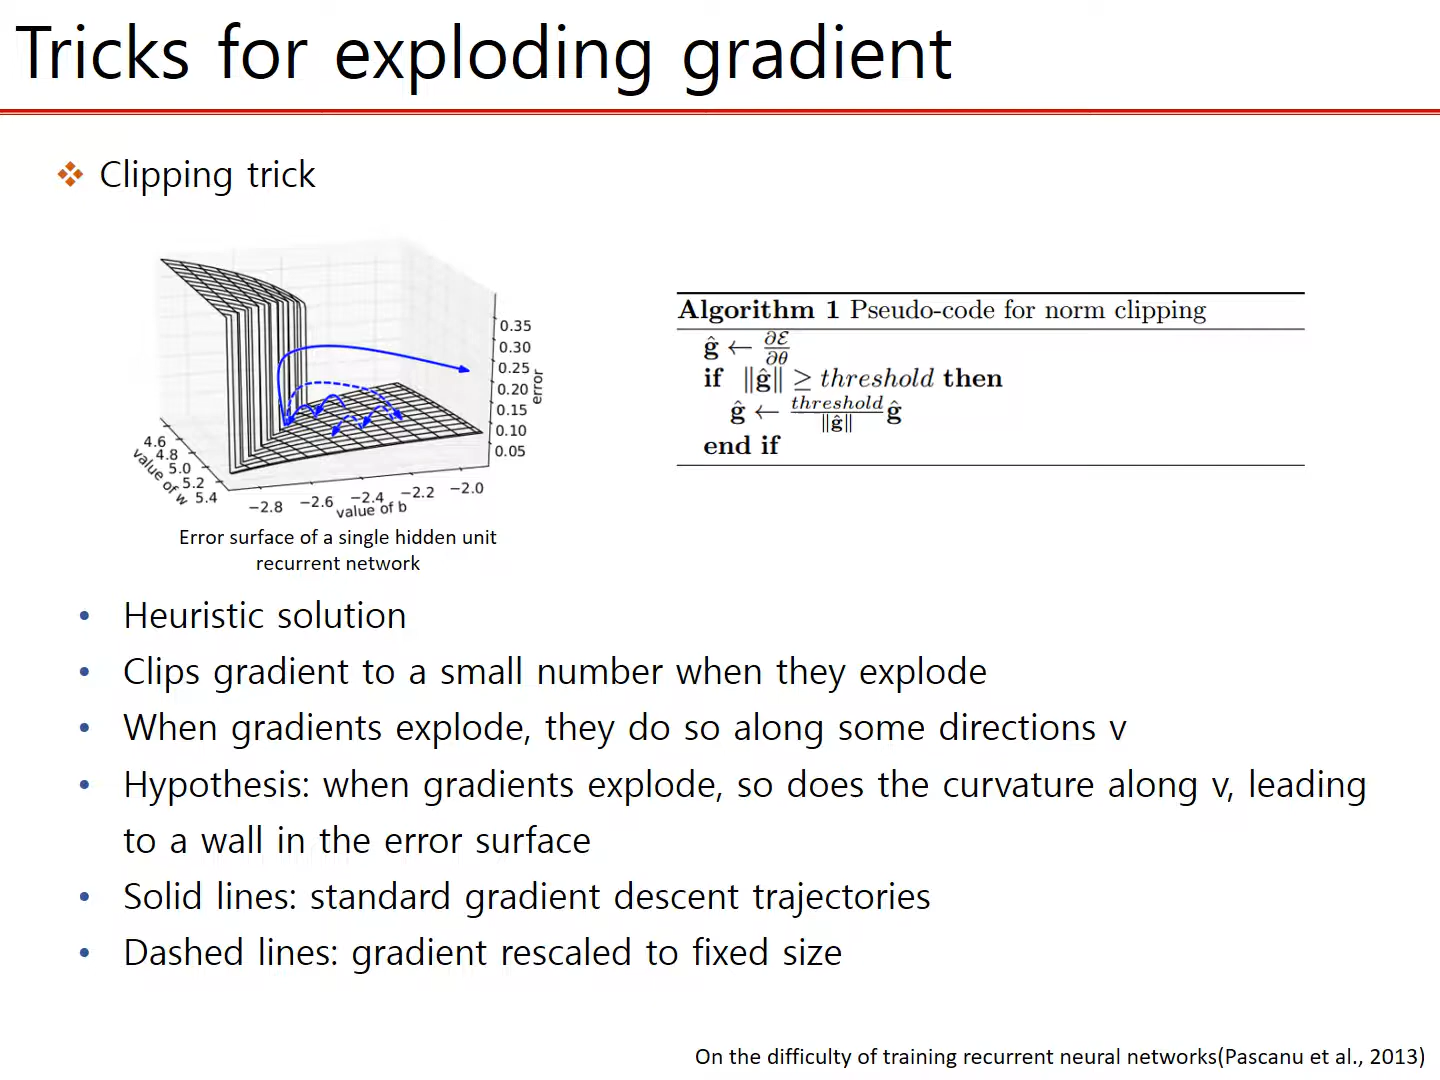 Tricks for exploding gradient
Clipping trick
0.35
0.30
0.25
0.20
0.15
0.10
0.05
error
4.6
4.8
5.0
5.2
5.4
value of w
−2.8
−2.6
−2.4
−2.2
−2.0
value of b
Error surface of a single hidden unit
recurrent network
Algorithm 1 Pseudo-code for norm clipping
ĝ ← ∂ℰ/∂θ
if ‖ĝ‖ ≥ threshold then
ĝ ← threshold/‖ĝ‖ ĝ
end if
• Heuristic solution
• Clips gradient to a small number when they explode
• When gradients explode, they do so along some directions v
• Hypothesis: when gradients explode, so does the curvature along v, leading
to a wall in the error surface
• Solid lines: standard gradient descent trajectories
• Dashed lines: gradient rescaled to fixed size
On the difficulty of training recurrent neural networks(Pascanu et al., 2013)